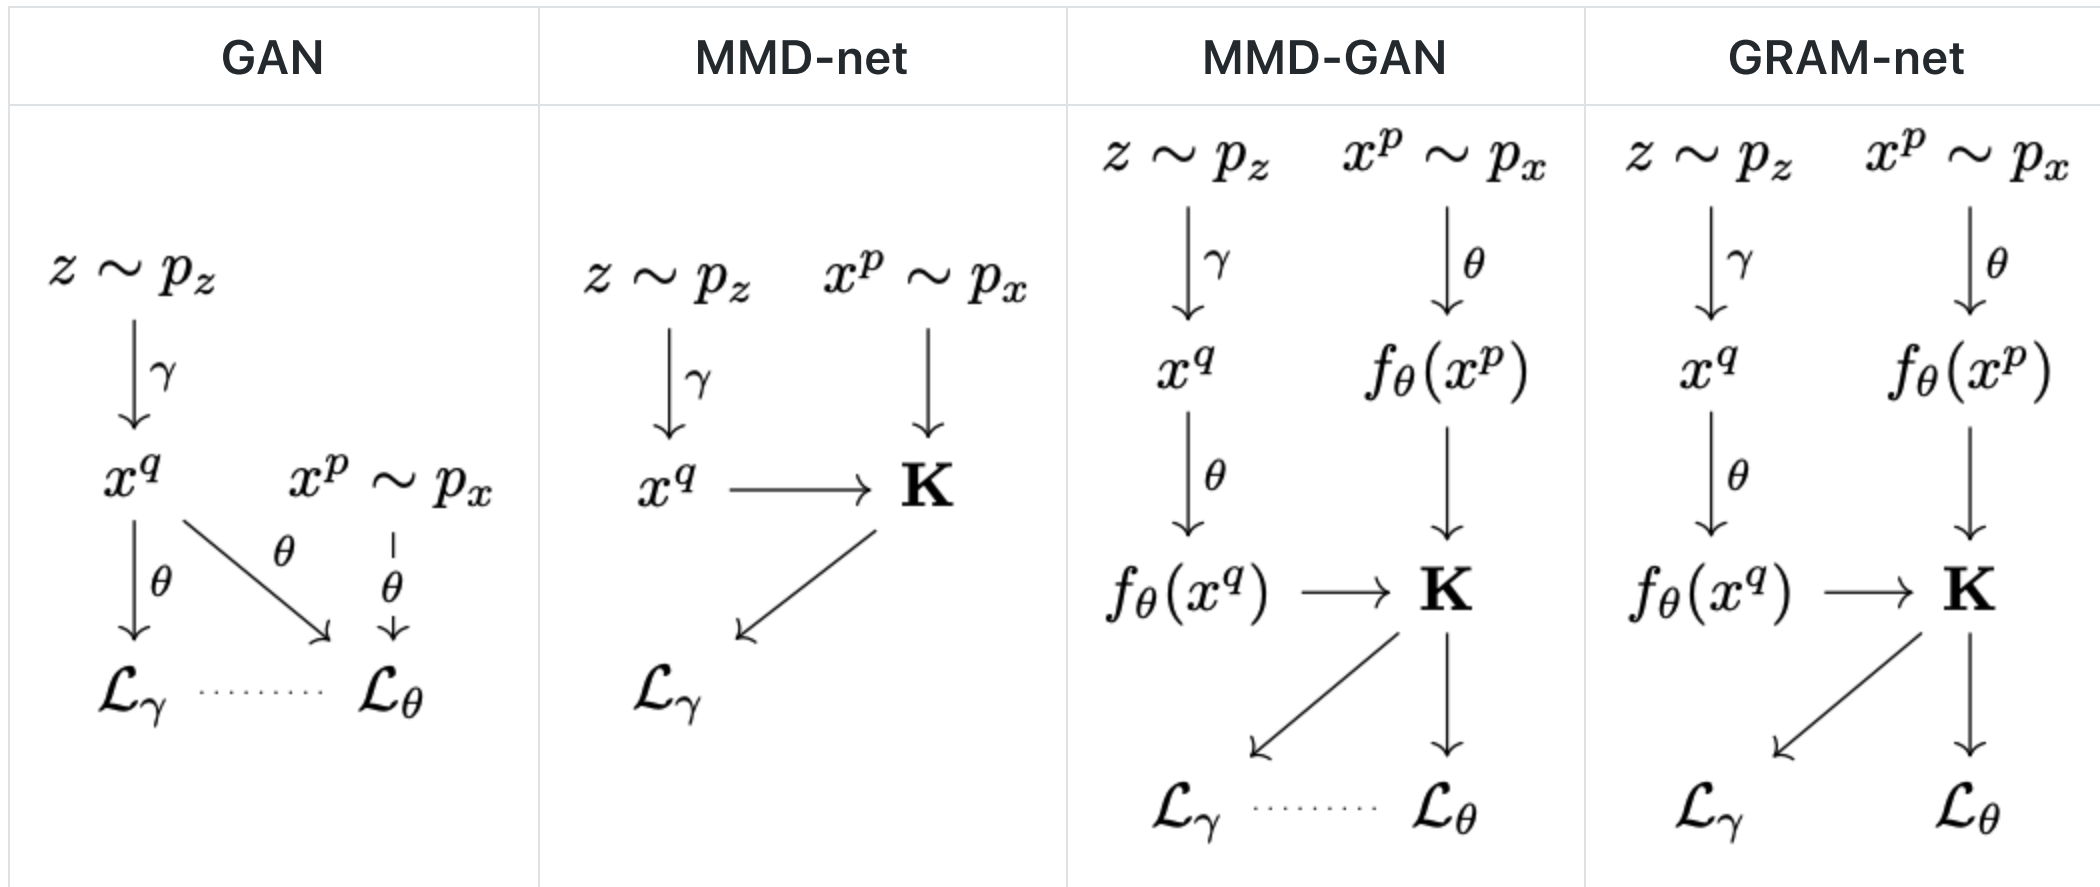 GAN MMD-net MMD-GAN GRAM-net
z ∼ p_z
γ
x^q x^p ∼ p_x
θ θ θ
ℒ_γ ......... ℒ_θ
z ∼ p_z x^p ∼ p_x
γ
x^q K
ℒ_γ
z ∼ p_z x^p ∼ p_x
γ θ
x^q f_θ(x^p)
θ
f_θ(x^q) K
ℒ_γ ......... ℒ_θ
z ∼ p_z x^p ∼ p_x
γ θ
x^q f_θ(x^p)
θ
f_θ(x^q) K
ℒ_γ ℒ_θ